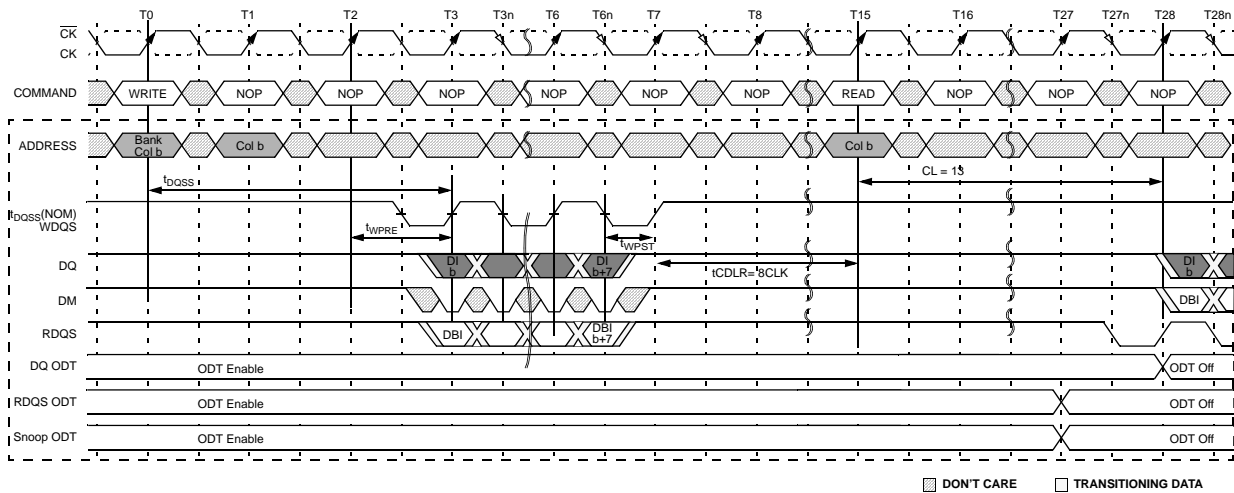 T0 T1 T2 T3 T3n T6 T6n T7 T8 T15 T16 T27 T27n T28 T28n
CK
CK
COMMAND WRITE NOP NOP NOP NOP NOP NOP READ NOP NOP NOP
ADDRESS Bank Col b Col b Col b
tDQSS CL = 13
tDQSS(NOM)
WDQS
tWPRE tWPST
DQ DI b DI b+7 tCDLR= 8CLK DI b
DM DBI
RDQS DBI DBI b+7
DQ ODT ODT Enable ODT Off
RDQS ODT ODT Enable ODT Off
Snoop ODT ODT Enable ODT Off
DON'T CARE TRANSITIONING DATA